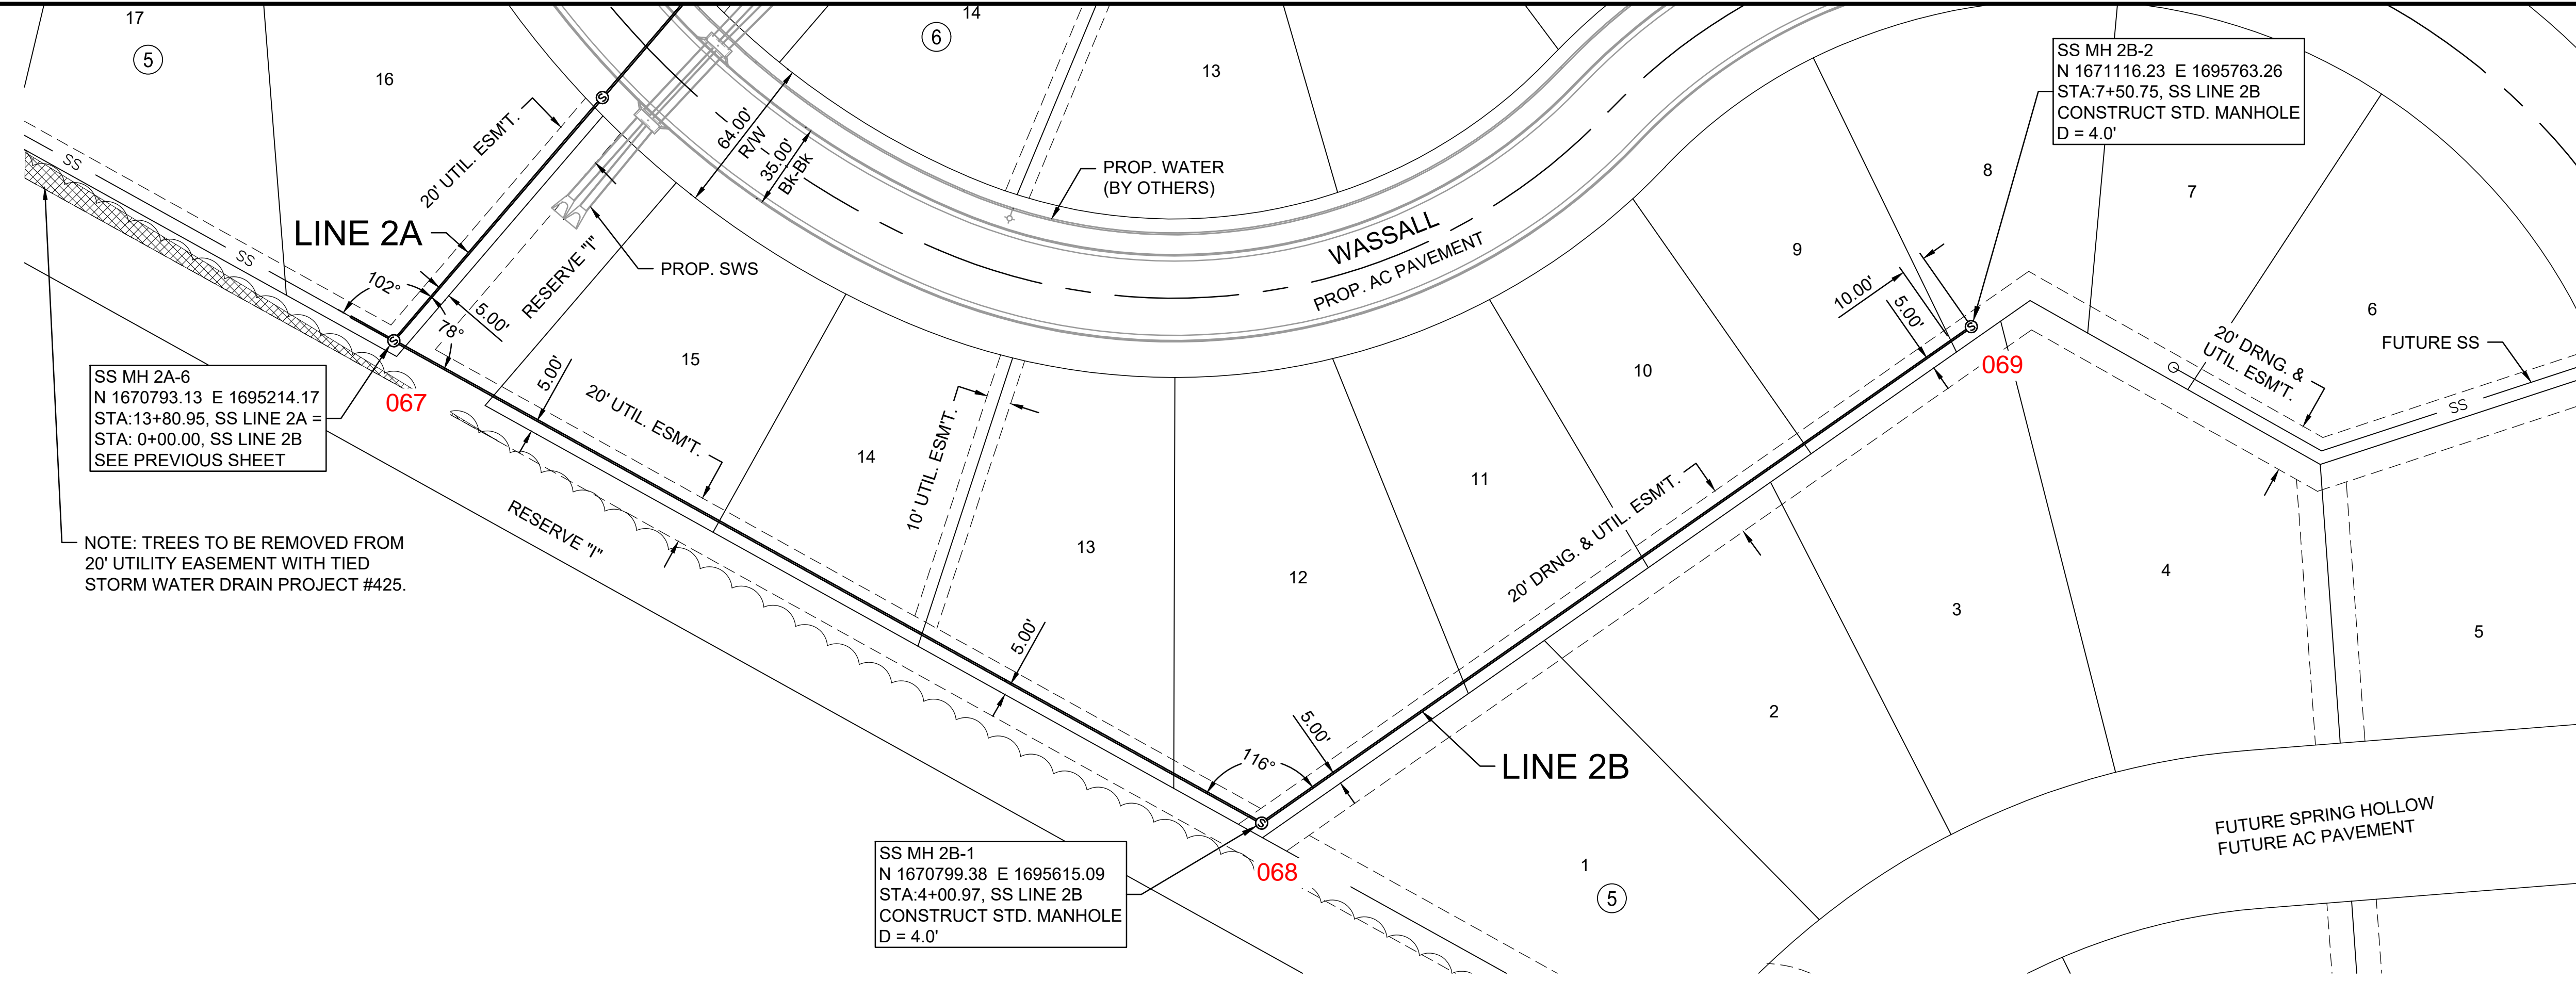 17
5
16
14
6
13
SS MH 2B-2
N 1671116.23 E 1695763.26
STA:7+50.75, SS LINE 2B
CONSTRUCT STD. MANHOLE
D = 4.0'
S
20' UTIL. ESM'T.
64.00'
R/W
35.00'
Bk-Bk
PROP. WATER
(BY OTHERS)
SS
SS
LINE 2A
102°
78°
5.00'
RESERVE "I"
PROP. SWS
WASSALL
PROP. AC PAVEMENT
9
8
7
6
10.00'
5.00'
S
069
20' DRNG. &
UTIL. ESM'T.
FUTURE SS
SS
S
067
SS MH 2A-6
N 1670793.13 E 1695214.17
STA:13+80.95, SS LINE 2A =
STA: 0+00.00, SS LINE 2B
SEE PREVIOUS SHEET
15
5.00'
20' UTIL. ESM'T.
14
10' UTIL. ESM'T.
10
11
13
12
20' DRNG. & UTIL. ESM'T.
RESERVE "I"
NOTE: TREES TO BE REMOVED FROM
20' UTILITY EASEMENT WITH TIED
STORM WATER DRAIN PROJECT #425.
5.00'
4
3
5
2
5.00'
116°
LINE 2B
S
068
SS MH 2B-1
N 1670799.38 E 1695615.09
STA:4+00.97, SS LINE 2B
CONSTRUCT STD. MANHOLE
D = 4.0'
1
5
FUTURE SPRING HOLLOW
FUTURE AC PAVEMENT